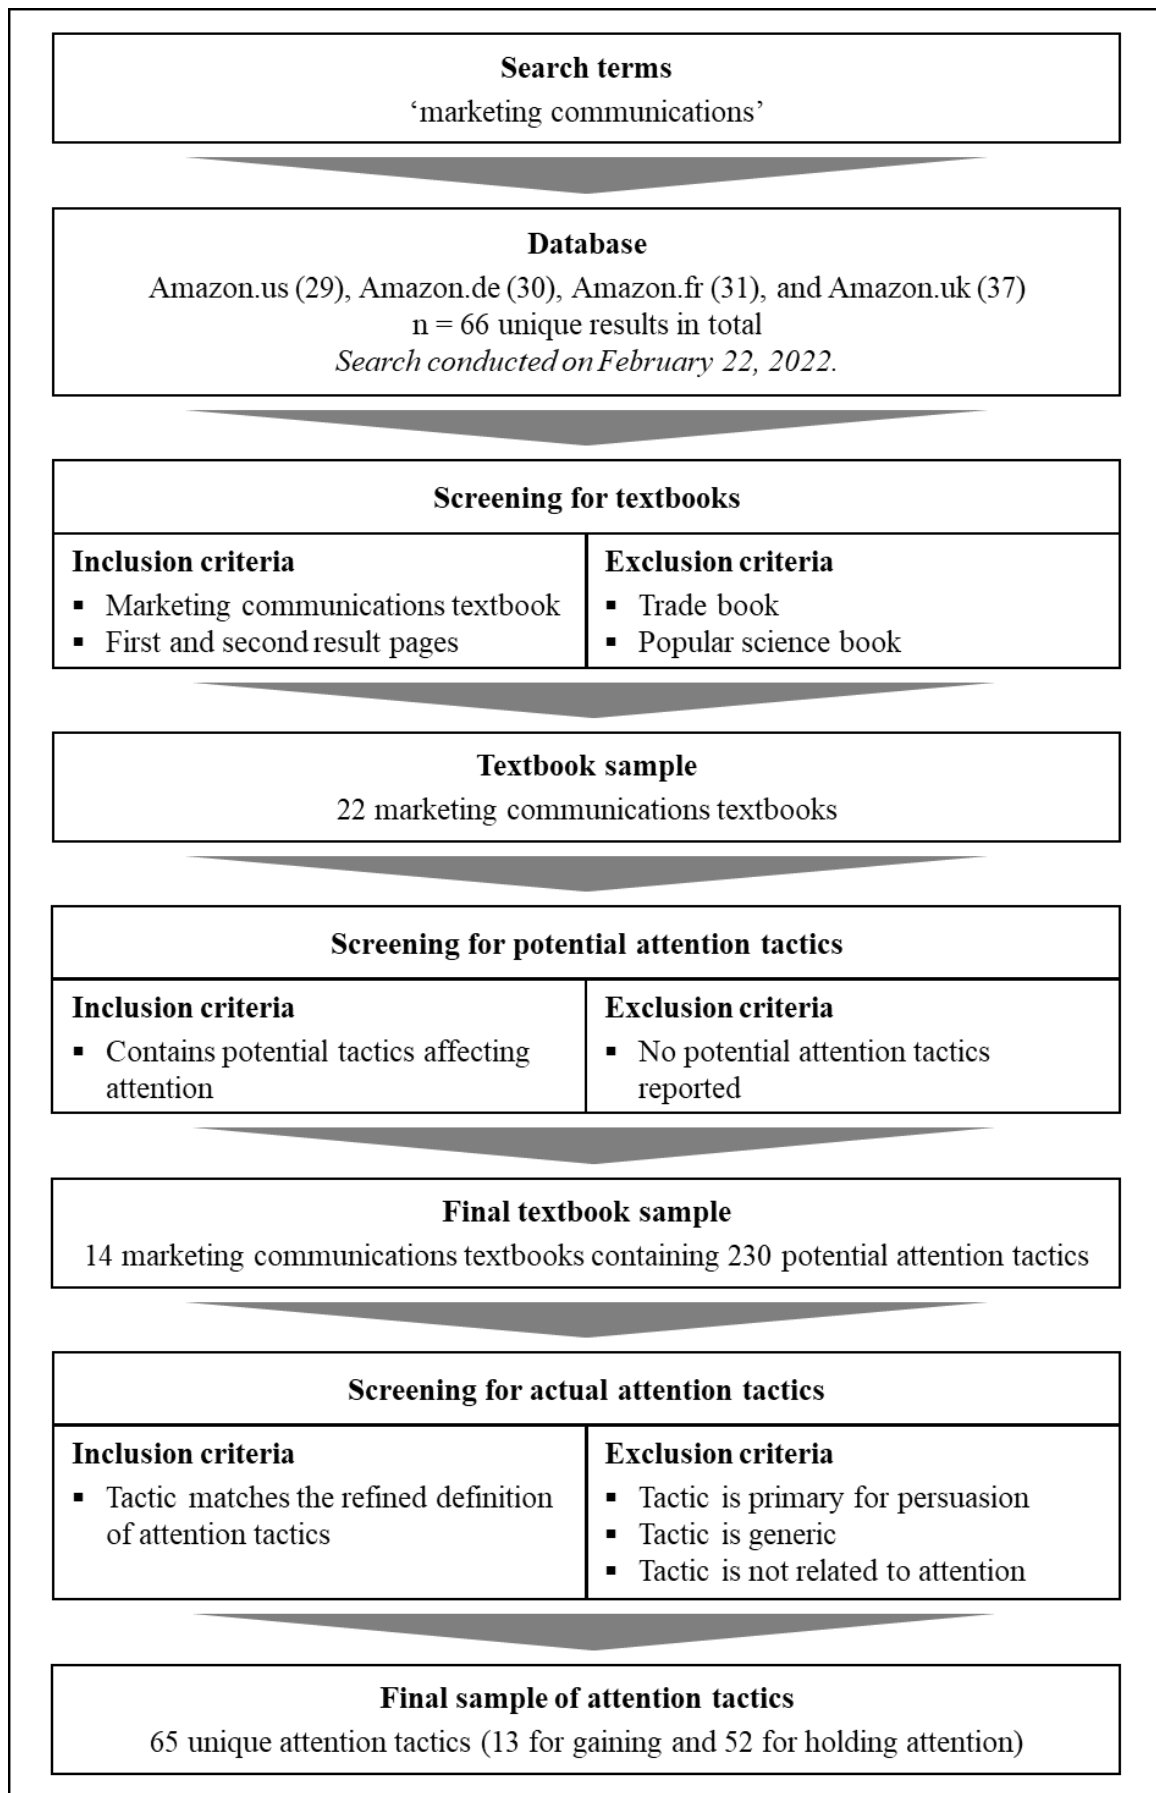 Search terms
‘marketing communications’
Database
Amazon.us (29), Amazon.de (30), Amazon.fr (31), and Amazon.uk (37)
n = 66 unique results in total
Search conducted on February 22, 2022.
Screening for textbooks
Inclusion criteria
▪ Marketing communications textbook
▪ First and second result pages
Exclusion criteria
▪ Trade book
▪ Popular science book
Textbook sample
22 marketing communications textbooks
Screening for potential attention tactics
Inclusion criteria
▪ Contains potential tactics affecting
attention
Exclusion criteria
▪ No potential attention tactics
reported
Final textbook sample
14 marketing communications textbooks containing 230 potential attention tactics
Screening for actual attention tactics
Inclusion criteria
▪ Tactic matches the refined definition
of attention tactics
Exclusion criteria
▪ Tactic is primary for persuasion
▪ Tactic is generic
▪ Tactic is not related to attention
Final sample of attention tactics
65 unique attention tactics (13 for gaining and 52 for holding attention)